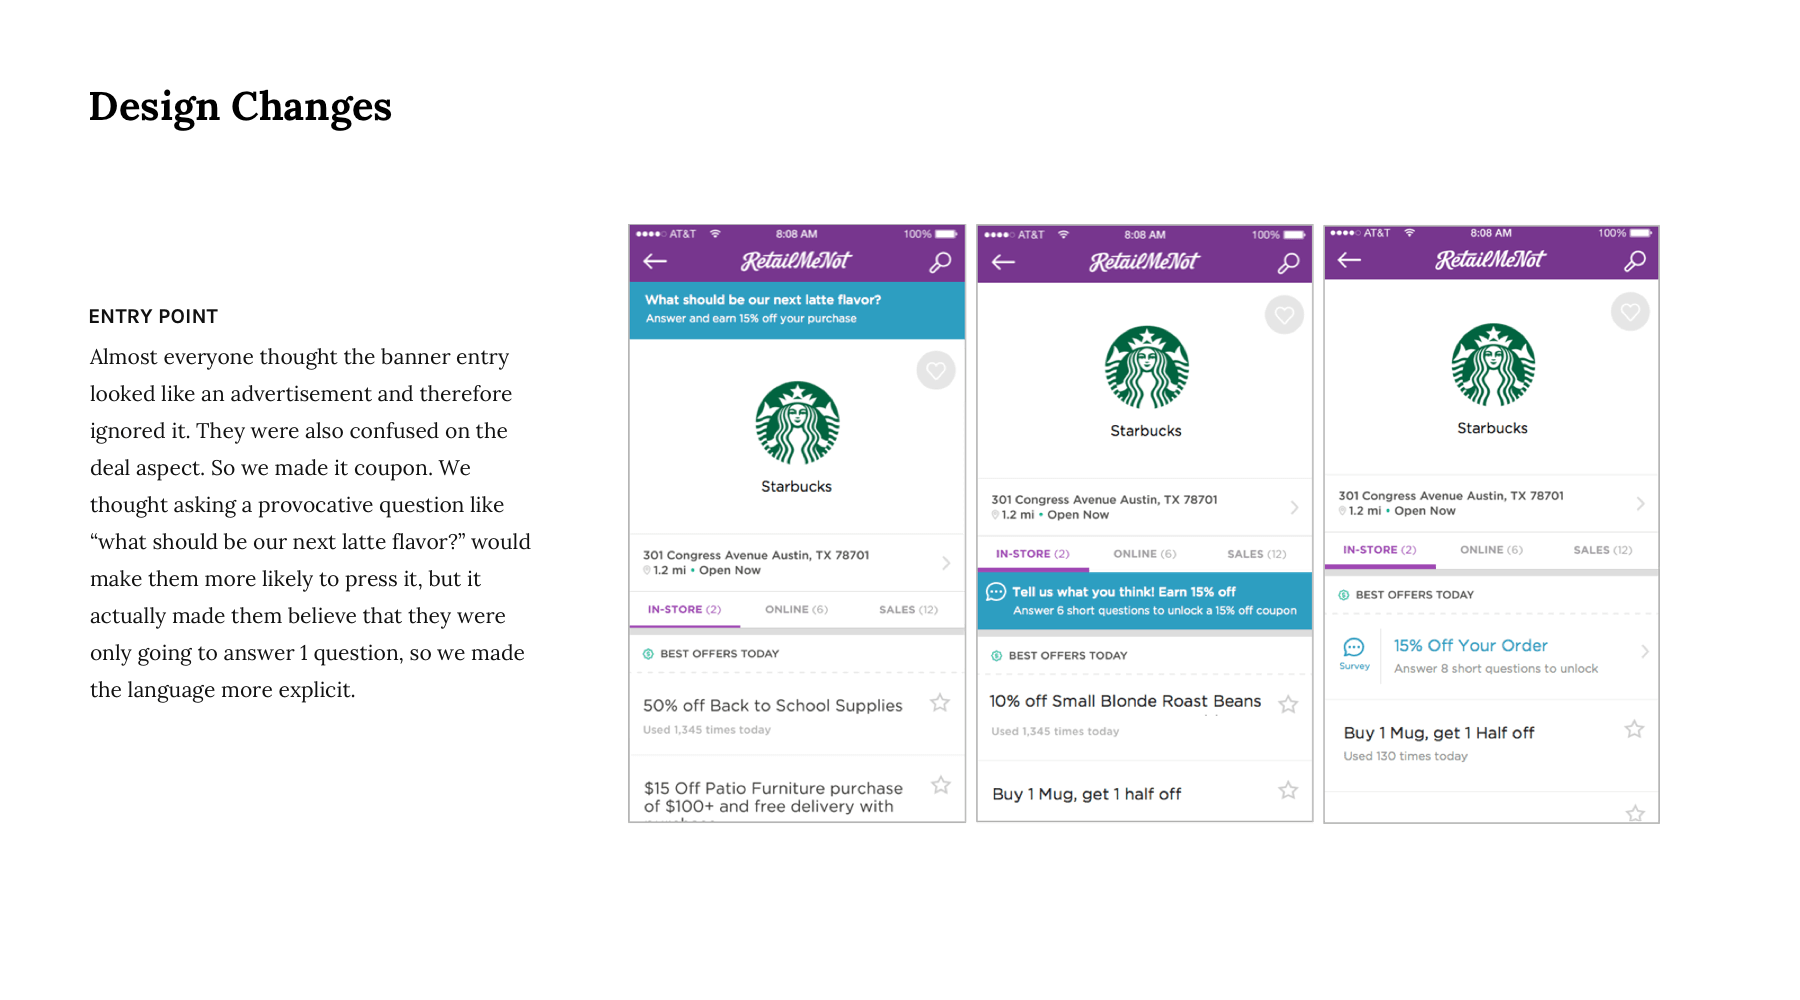 Design Changes
ENTRY POINT
Almost everyone thought the banner entry
looked like an advertisement and therefore
ignored it. They were also confused on the
deal aspect. So we made it coupon. We
thought asking a provocative question like
“what should be our next latte flavor?” would
make them more likely to press it, but it
actually made them believe that they were
only going to answer 1 question, so we made
the language more explicit.
AT&T 8:08 AM 100%
RetailMeNot
What should be our next latte flavor?
Answer and earn 15% off your purchase
Starbucks
301 Congress Avenue Austin, TX 78701
1.2 mi • Open Now
IN-STORE (2) ONLINE (6) SALES (12)
BEST OFFERS TODAY
50% off Back to School Supplies
Used 1,345 times today
$15 Off Patio Furniture purchase
of $100+ and free delivery with
AT&T 8:08 AM 100%
RetailMeNot
Starbucks
301 Congress Avenue Austin, TX 78701
1.2 mi • Open Now
IN-STORE (2) ONLINE (6) SALES (12)
Tell us what you think! Earn 15% off
Answer 6 short questions to unlock a 15% off coupon
BEST OFFERS TODAY
10% off Small Blonde Roast Beans
Used 1,345 times today
Buy 1 Mug, get 1 half off
AT&T 8:08 AM 100%
RetailMeNot
Starbucks
301 Congress Avenue Austin, TX 78701
1.2 mi • Open Now
IN-STORE (2) ONLINE (6) SALES (12)
BEST OFFERS TODAY
Survey
15% Off Your Order
Answer 8 short questions to unlock
Buy 1 Mug, get 1 Half off
Used 130 times today